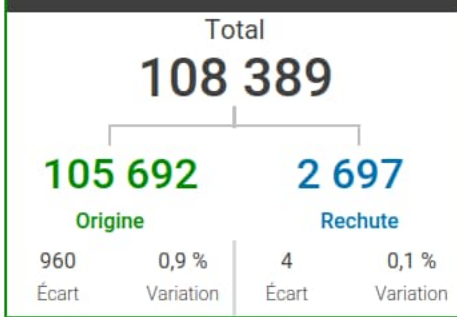 Total
108 389
105 692 2 697
Origine Rechute
960 0,9 % 4 0,1 %
Écart Variation Écart Variation